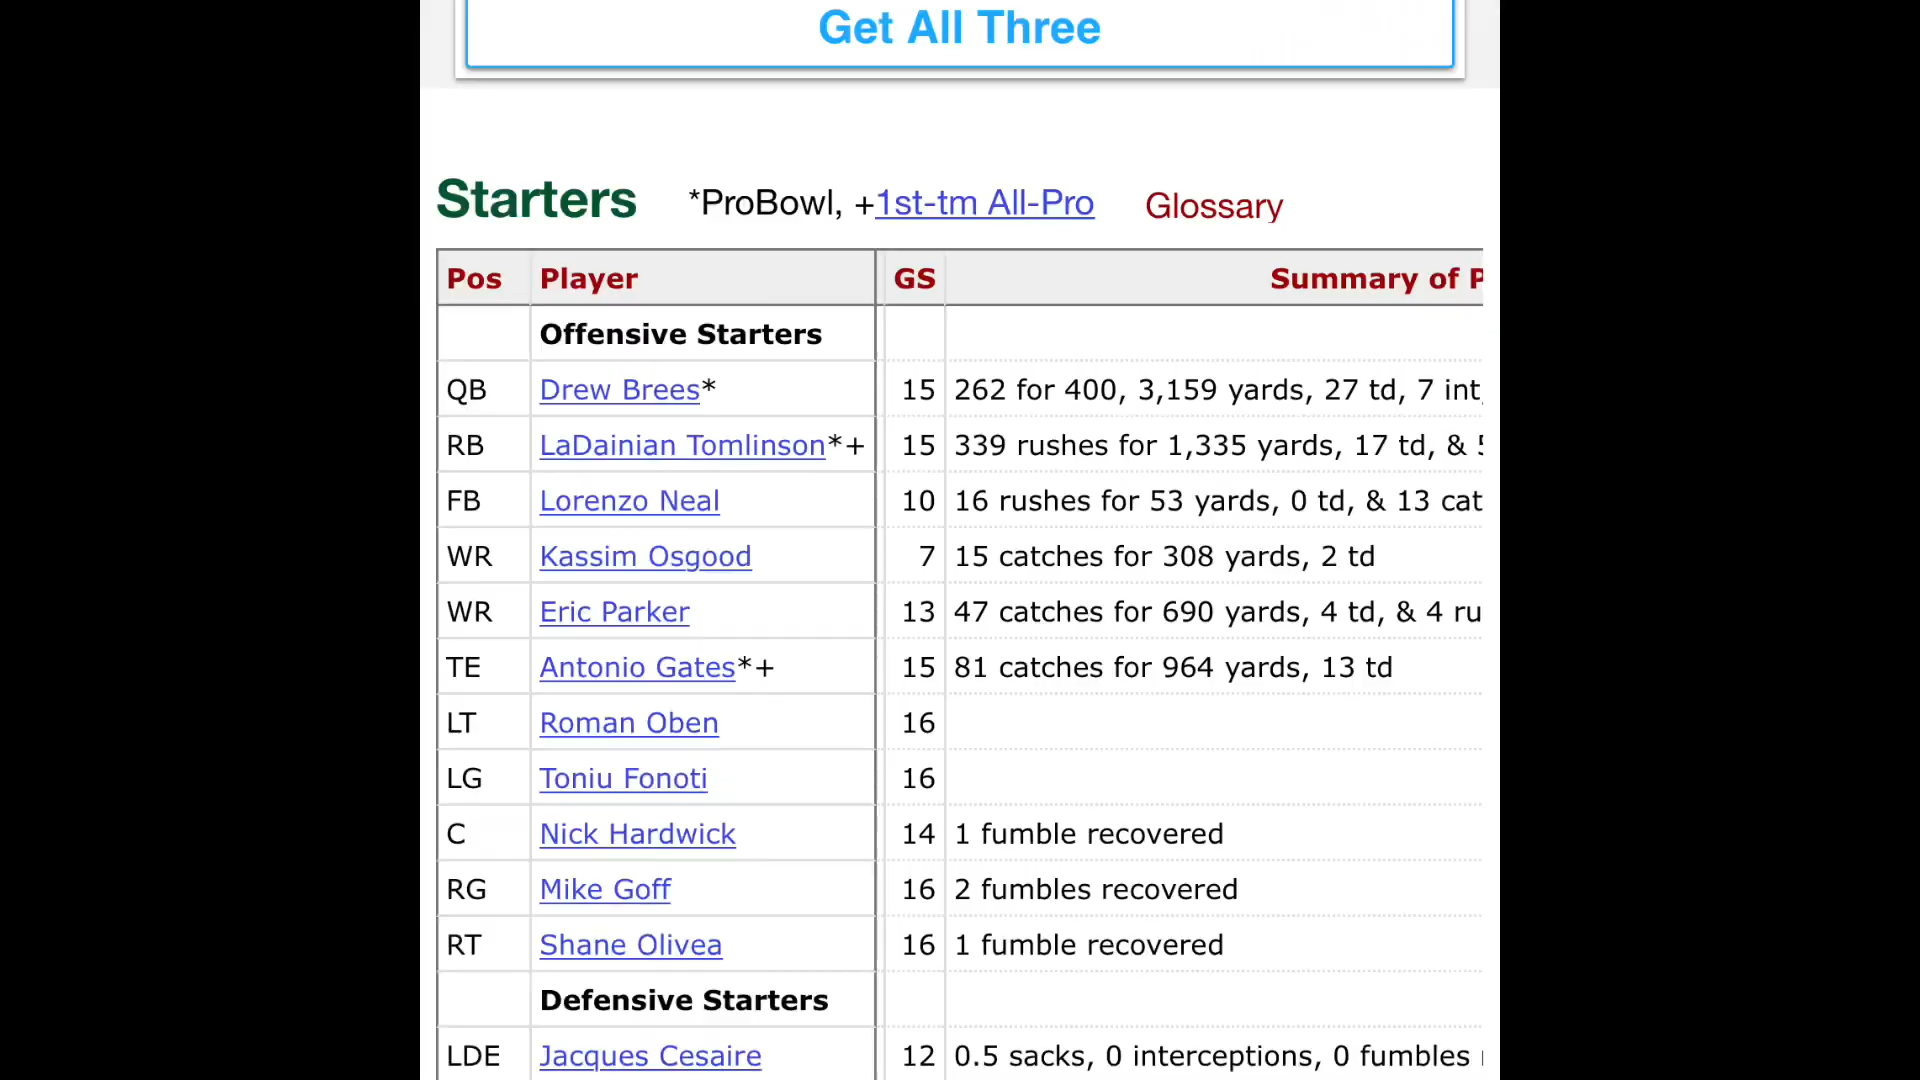 Get All Three
Starters *ProBowl, +1st-tm All-Pro Glossary
Pos Player GS Summary of P
Offensive Starters
QB Drew Brees* 15 262 for 400, 3,159 yards, 27 td, 7 int,
RB LaDainian Tomlinson*+ 15 339 rushes for 1,335 yards, 17 td, & 5
FB Lorenzo Neal 10 16 rushes for 53 yards, 0 td, & 13 cat
WR Kassim Osgood 7 15 catches for 308 yards, 2 td
WR Eric Parker 13 47 catches for 690 yards, 4 td, & 4 ru
TE Antonio Gates*+ 15 81 catches for 964 yards, 13 td
LT Roman Oben 16
LG Toniu Fonoti 16
C Nick Hardwick 14 1 fumble recovered
RG Mike Goff 16 2 fumbles recovered
RT Shane Olivea 16 1 fumble recovered
Defensive Starters
LDE Jacques Cesaire 12 0.5 sacks, 0 interceptions, 0 fumbles